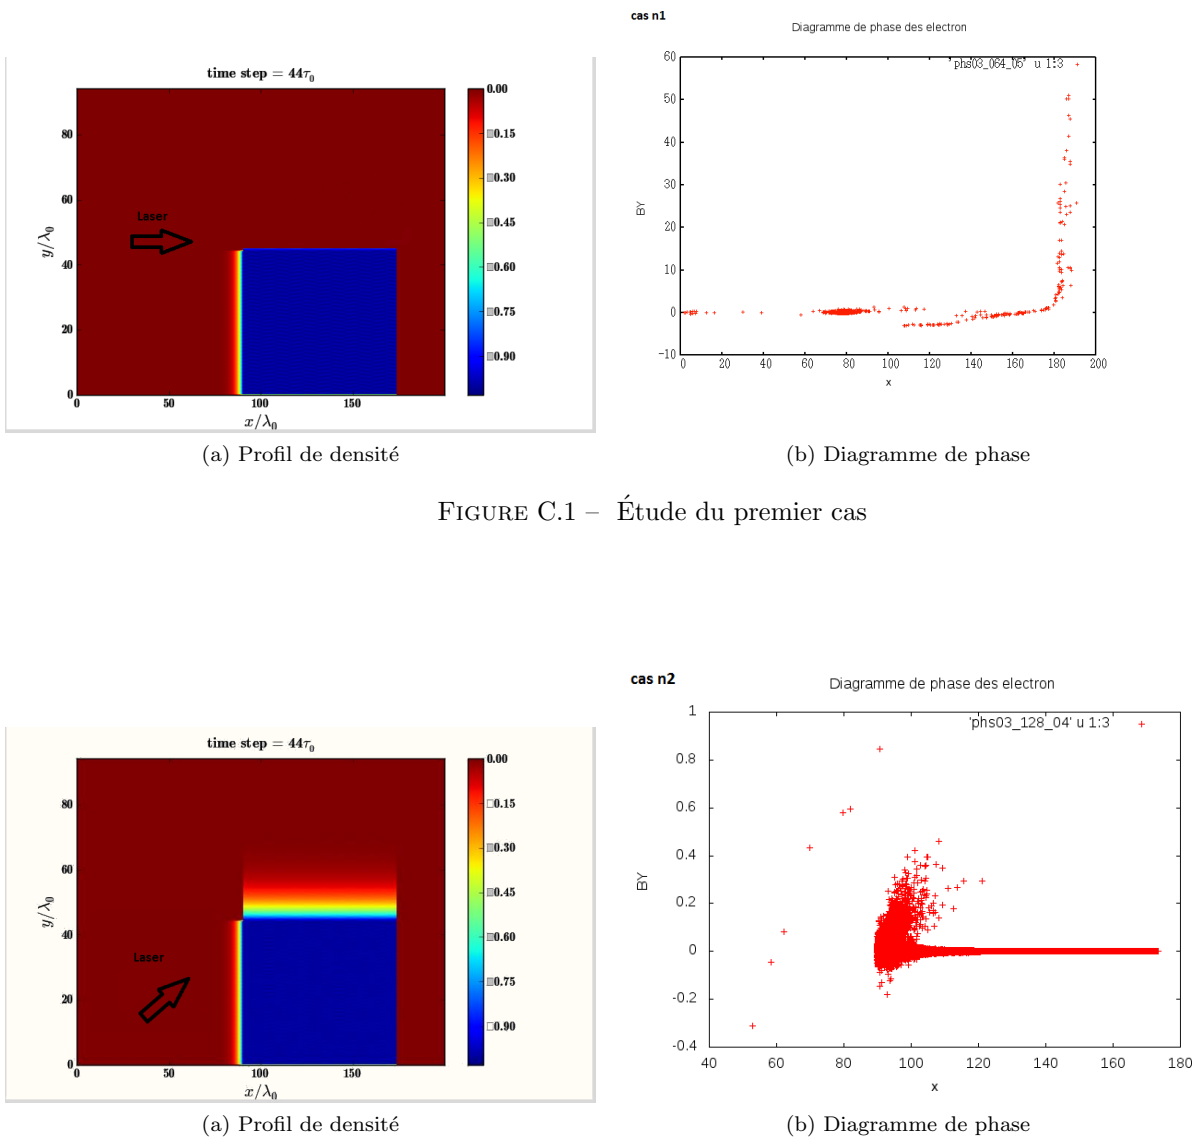 cas n1
Diagramme de phase des electron
time step = 44τ₀
phs03_064_05' u 1:3
Laser
y/λ₀
80
60
40
20
0
0 50 100 150
x/λ₀
0.00
0.15
0.30
0.45
0.60
0.75
0.90
BY
60
50
40
30
20
10
0
−10
0 20 40 60 80 100 120 140 160 180 200
x
(a) Profil de densité
(b) Diagramme de phase
FIGURE C.1 – Étude du premier cas
cas n2
Diagramme de phase des electron
time step = 44τ₀
'phs03_128_04' u 1:3
Laser
y/λ₀
80
60
40
20
0
0 50 100 150
x/λ₀
0.00
0.15
0.30
0.45
0.60
0.75
0.90
BY
1
0.8
0.6
0.4
0.2
0
-0.2
-0.4
40 60 80 100 120 140 160 180
x
(a) Profil de densité
(b) Diagramme de phase